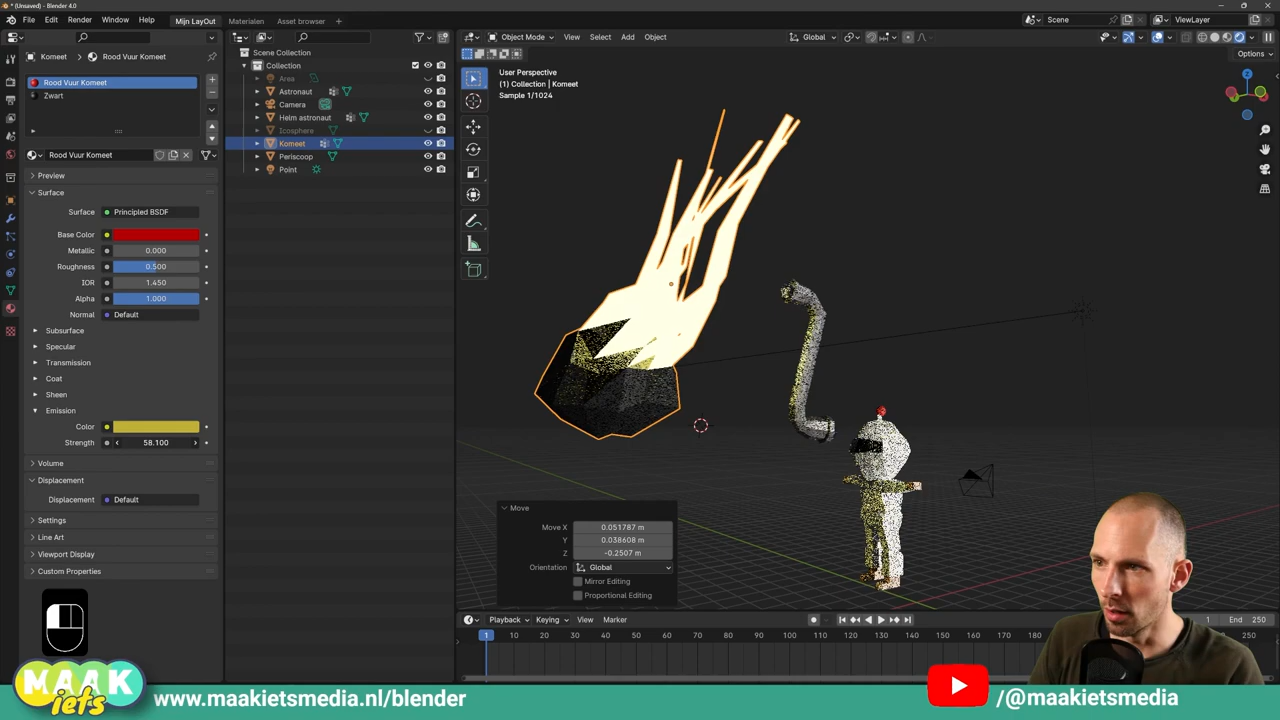 * (Unsaved) - Blender 4.0
File Edit Render Window Help Mijn LayOut Materialen Asset browser + Scene ViewLayer
Object Mode View Select Add Object Global Options
Komeet > Rood Vuur Komeet
Rood Vuur Komeet
Zwart
Rood Vuur Komeet
Preview
Surface
Surface Principled BSDF
Base Color
Metallic 0.000
Roughness 0.500
IOR 1.450
Alpha 1.000
Normal Default
Subsurface
Specular
Transmission
Coat
Sheen
Emission
Color
Strength 58.100
Volume
Displacement
Displacement Default
Settings
Line Art
Viewport Display
Custom Properties
Scene Collection
Collection
Area
Astronaut
Camera
Helm astronaut
Icosphere
Komeet
Periscoop
Point
User Perspective
(1) Collection | Komeet
Sample 1/1024
Z
Move
Move X 0.051787 m
Y 0.038608 m
Z -0.2507 m
Orientation Global
Mirror Editing
Proportional Editing
Playback Keying View Marker 1 End 250
1 10 20 30 40 50 60 70 80 90 100 110 120 130 140 150 160 170 180 250
MAAK
iets
www.maakietsmedia.nl/blender
/@maakietsmedia